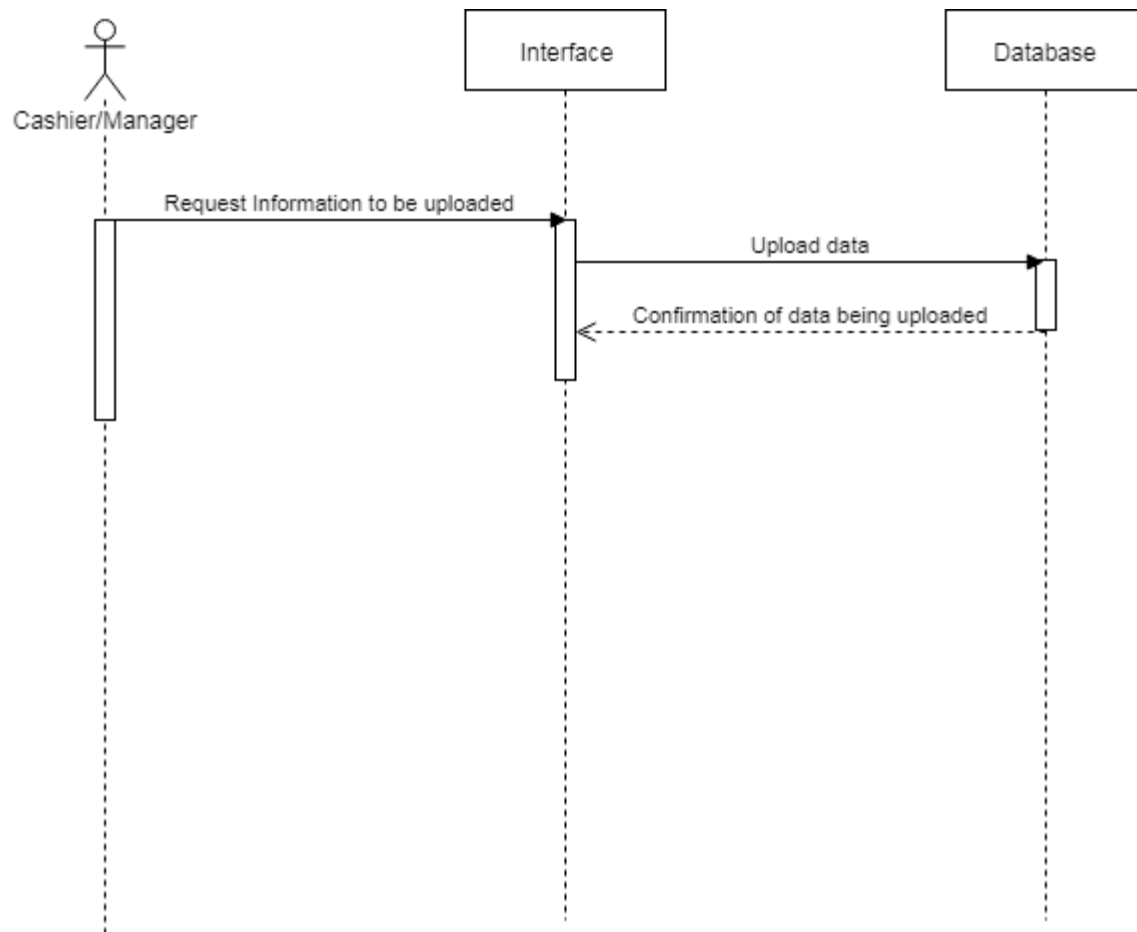 Interface
Database
Cashier/Manager
Request Information to be uploaded
Upload data
Confirmation of data being uploaded